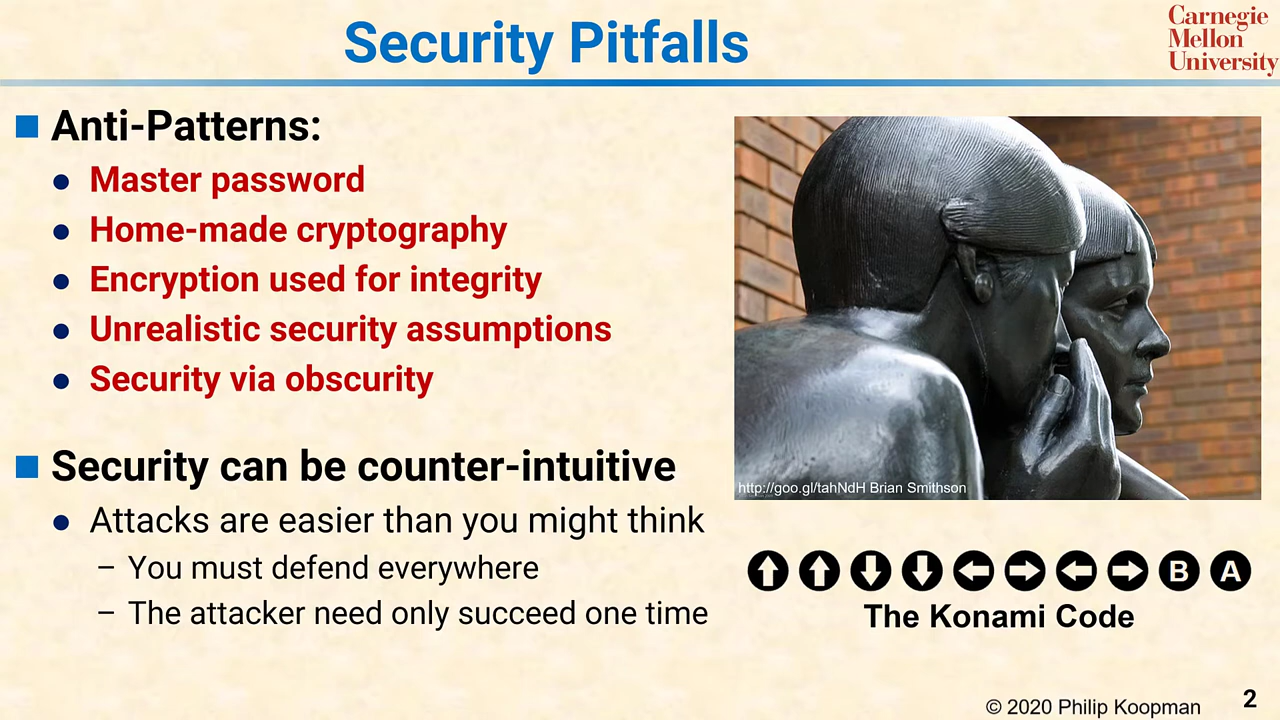 Security Pitfalls
Carnegie
Mellon
University
Anti-Patterns:
Master password
Home-made cryptography
Encryption used for integrity
Unrealistic security assumptions
Security via obscurity
Security can be counter-intuitive
Attacks are easier than you might think
– You must defend everywhere
– The attacker need only succeed one time
http://goo.gl/tahNdH Brian Smithson
B A
The Konami Code
© 2020 Philip Koopman
2